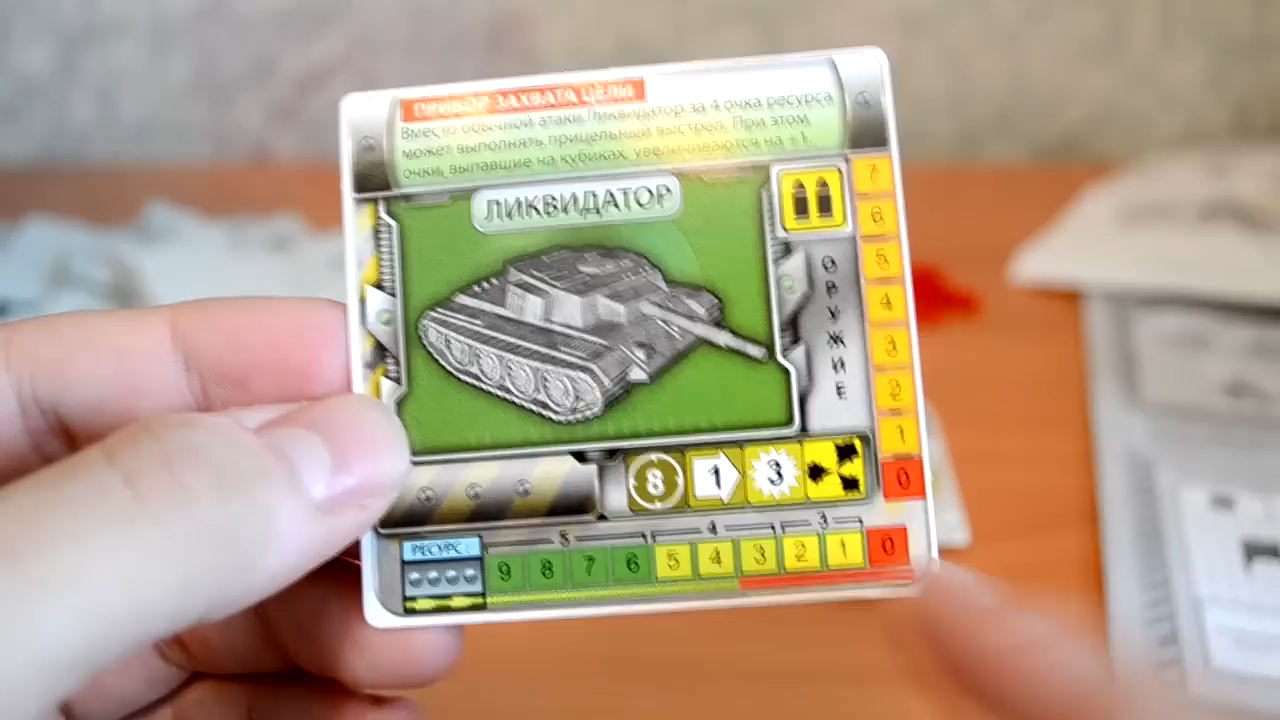 ПРИБОР ЗАХВАТА ЦЕЛИ
Вместо обычной атаки Ликвидатор за 4 очка ресурса
может выполнять прицельный выстрел. При этом
очки, выпавшие на кубиках, увеличиваются на +1.
ЛИКВИДАТОР
7
6
5
4
3
2
1
0
ОРУЖИЕ
8 1 3
5 4 3
РЕСУРС:
9 8 7 6 5 4 3 2 1 0